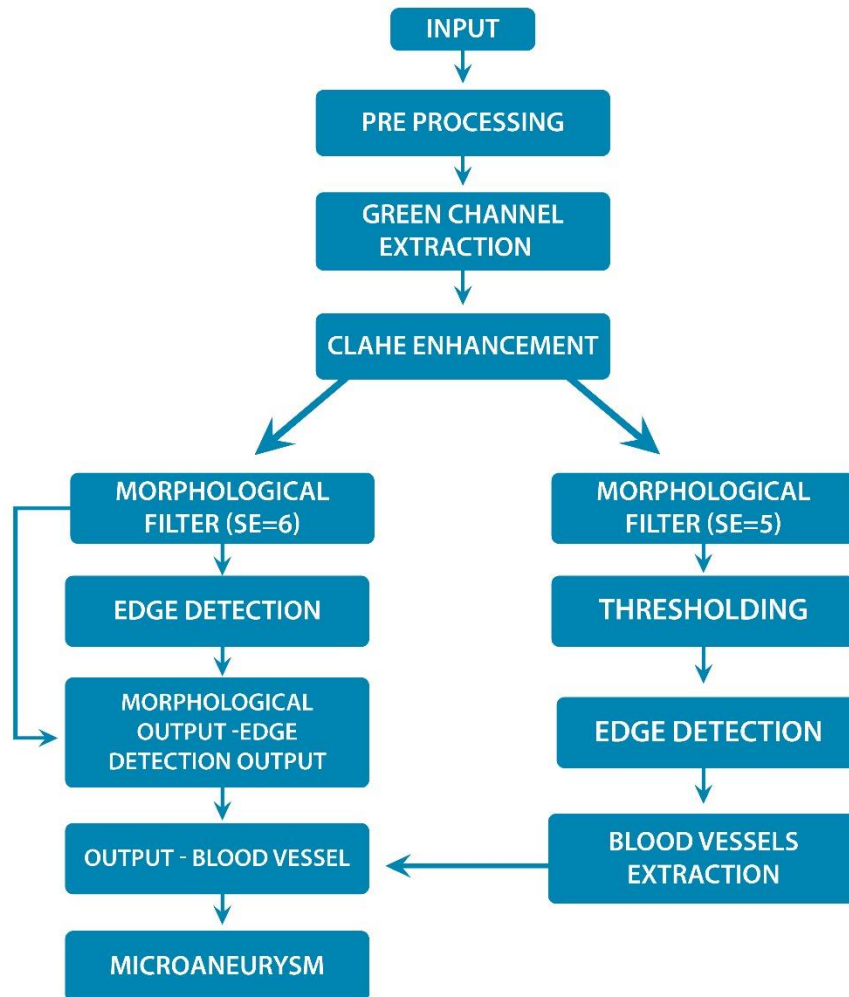 INPUT
PRE PROCESSING
GREEN CHANNEL
EXTRACTION
CLAHE ENHANCEMENT
MORPHOLOGICAL
FILTER (SE=6)
EDGE DETECTION
MORPHOLOGICAL
OUTPUT -EDGE
DETECTION OUTPUT
OUTPUT - BLOOD VESSEL
MICROANEURYSM
MORPHOLOGICAL
FILTER (SE=5)
THRESHOLDING
EDGE DETECTION
BLOOD VESSELS
EXTRACTION